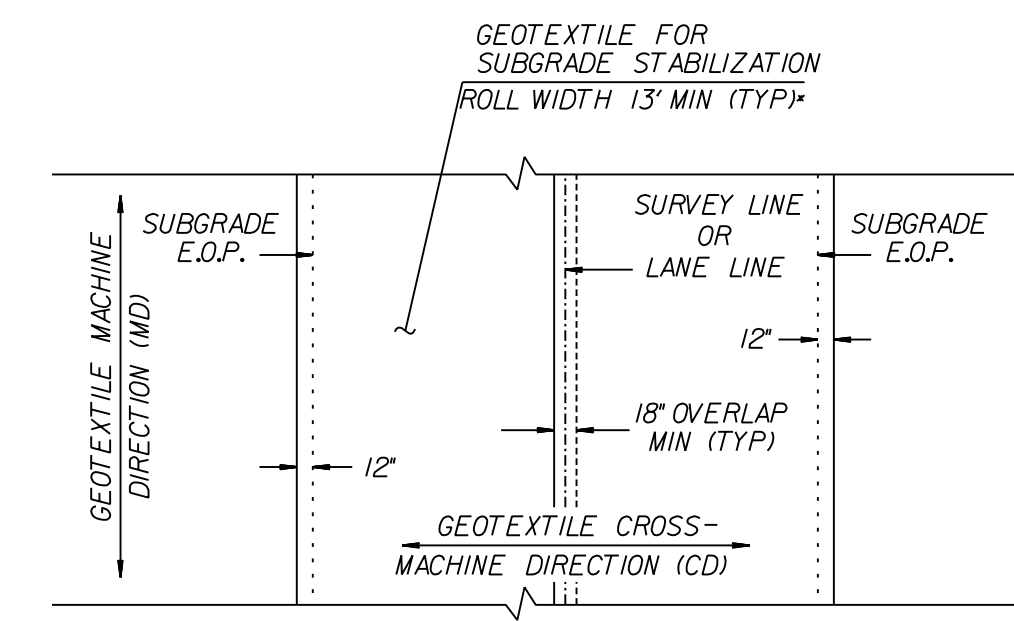 GEOTEXTILE FOR
SUBGRADE STABILIZATION
ROLL WIDTH 13' MIN (TYP)*
SUBGRADE
E.O.P.
SURVEY LINE
OR
LANE LINE
SUBGRADE
E.O.P.
GEOTEXTILE MACHINE
DIRECTION (MD)
12"
18" OVERLAP
MIN (TYP)
12"
GEOTEXTILE CROSS-
MACHINE DIRECTION (CD)